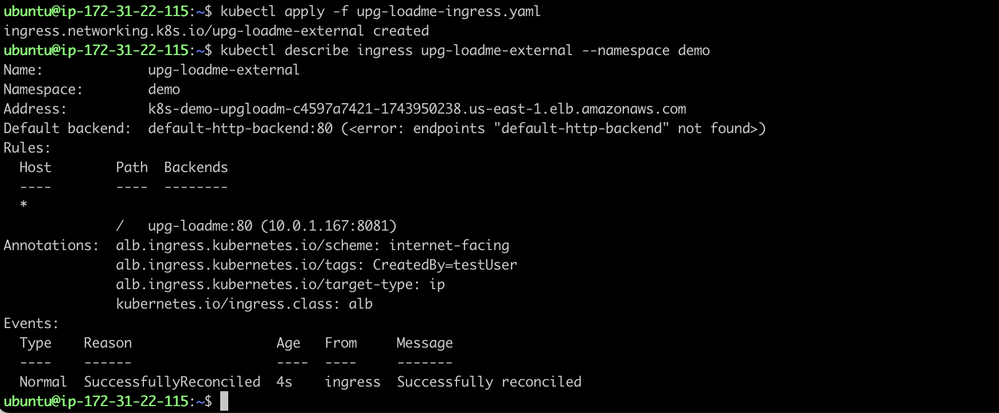 ubuntu@ip-172-31-22-115:~$ kubectl apply -f upg-loadme-ingress.yaml
ingress.networking.k8s.io/upg-loadme-external created
ubuntu@ip-172-31-22-115:~$ kubectl describe ingress upg-loadme-external --namespace demo
Name:             upg-loadme-external
Namespace:        demo
Address:          k8s-demo-upgloadm-c4597a7421-1743950238.us-east-1.elb.amazonaws.com
Default backend:  default-http-backend:80 (<error: endpoints "default-http-backend" not found>)
Rules:
  Host        Path  Backends
  ----        ----  --------
  *
              /   upg-loadme:80 (10.0.1.167:8081)
Annotations:  alb.ingress.kubernetes.io/scheme: internet-facing
              alb.ingress.kubernetes.io/tags: CreatedBy=testUser
              alb.ingress.kubernetes.io/target-type: ip
              kubernetes.io/ingress.class: alb
Events:
  Type    Reason                  Age   From     Message
  ----    ------                  ----  ----     -------
  Normal  SuccessfullyReconciled  4s    ingress  Successfully reconciled
ubuntu@ip-172-31-22-115:~$